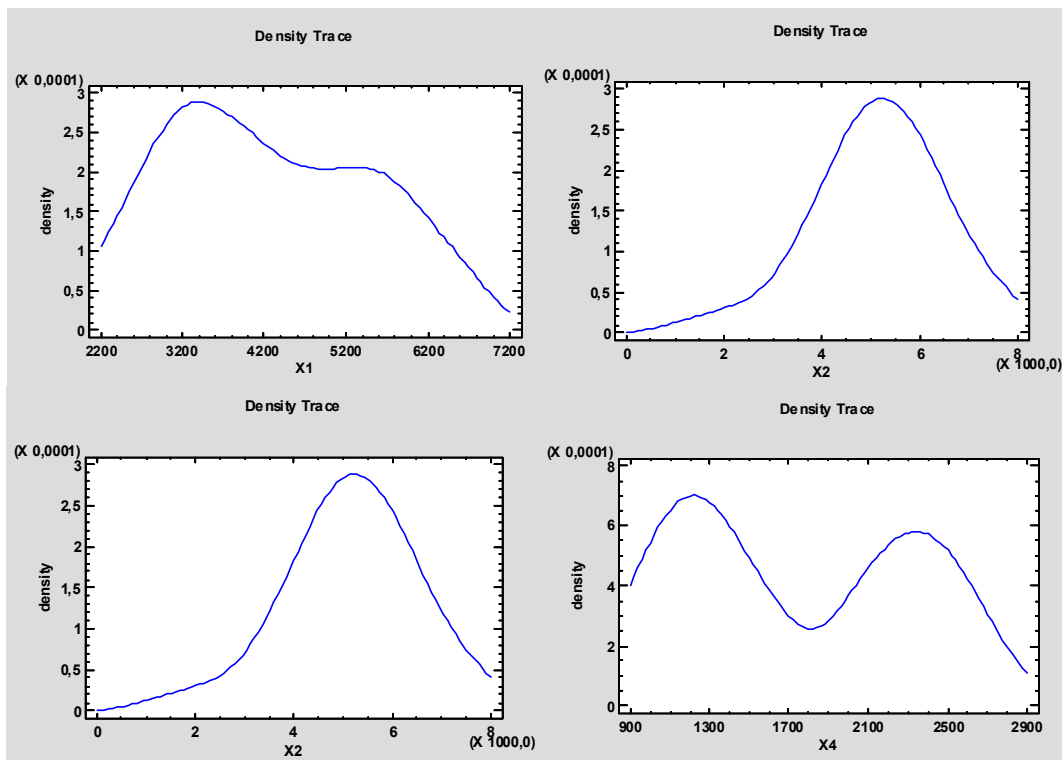 Density Trace
(X 0,0001)
3
2,5
2
1,5
1
0,5
0
density
2200 3200 4200 5200 6200 7200
X1
Density Trace
(X 0,0001)
3
2,5
2
1,5
1
0,5
0
density
0 2 4 6 8
(X 1000,0)
X2
Density Trace
(X 0,0001)
3
2,5
2
1,5
1
0,5
0
density
0 2 4 6 8
(X 1000,0)
X2
Density Trace
(X 0,0001)
8
6
4
2
0
density
900 1300 1700 2100 2500 2900
X4